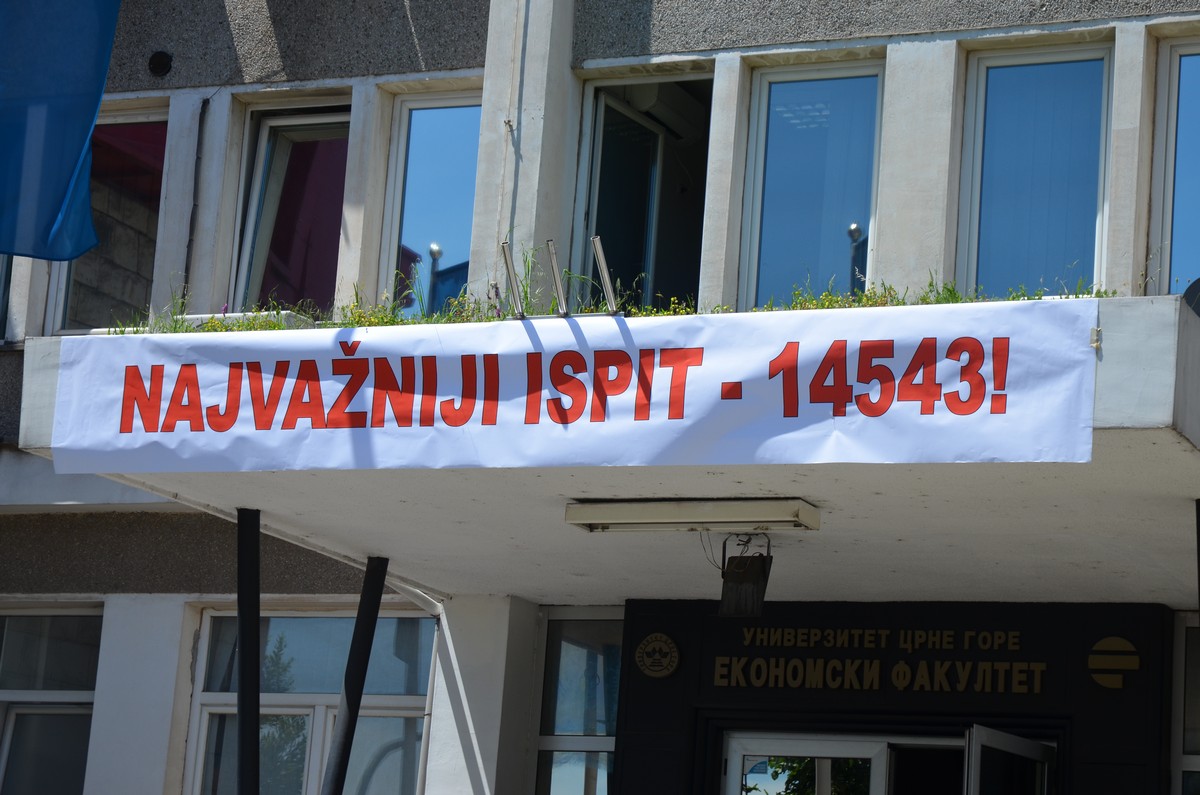 NAJVAŽNIJI ISPIT - 14543!
УНИВЕРЗИТЕТ ЦРНЕ ГОРЕ
ЕКОНОМСКИ ФАКУЛТЕТ